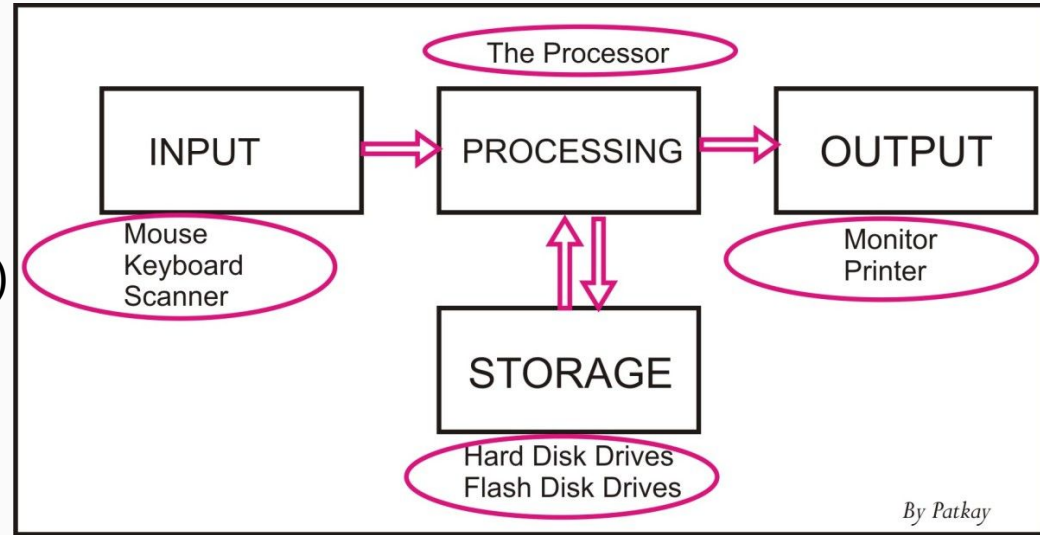 The Processor
INPUT
PROCESSING
OUTPUT
Mouse
Keyboard
Scanner
Monitor
Printer
STORAGE
Hard Disk Drives
Flash Disk Drives
By Patkay
)